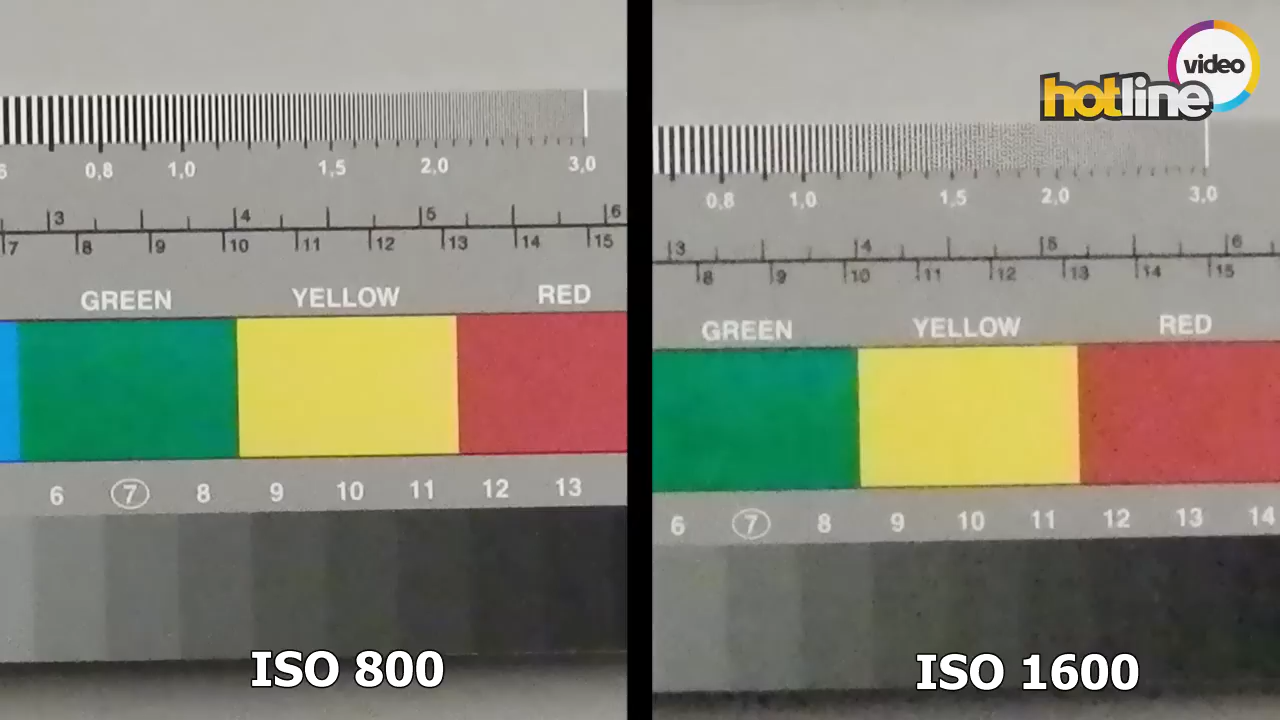 video
hotline
6 0,8 1,0 1,5 2,0 3,0
3 4 5 6
7 8 9 10 11 12 13 14 15
GREEN YELLOW RED
6 7 8 9 10 11 12 13
ISO 800
0,8 1,0 1,5 2,0 3,0
3 4 5 6
8 9 10 11 12 13 14 15
GREEN YELLOW RED
6 7 8 9 10 11 12 13 14
ISO 1600